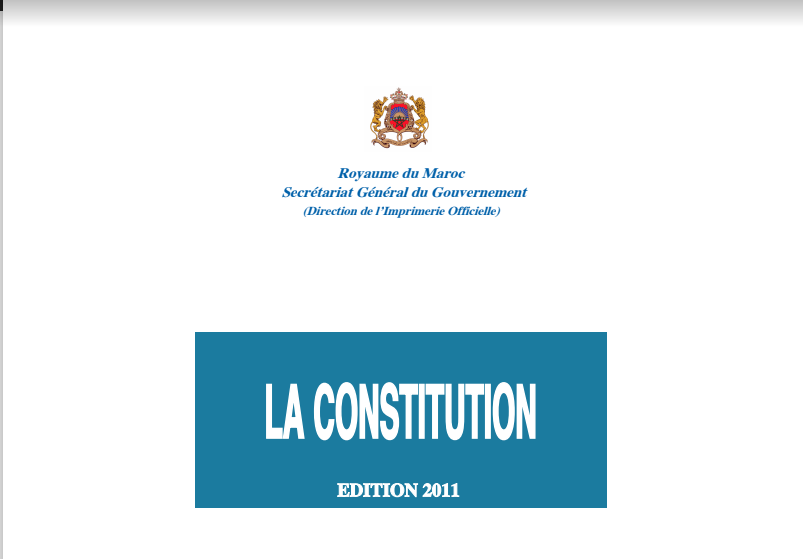 Royaume du Maroc
Secrétariat Général du Gouvernement
(Direction de l'Imprimerie Officielle)
LA CONSTITUTION
EDITION 2011